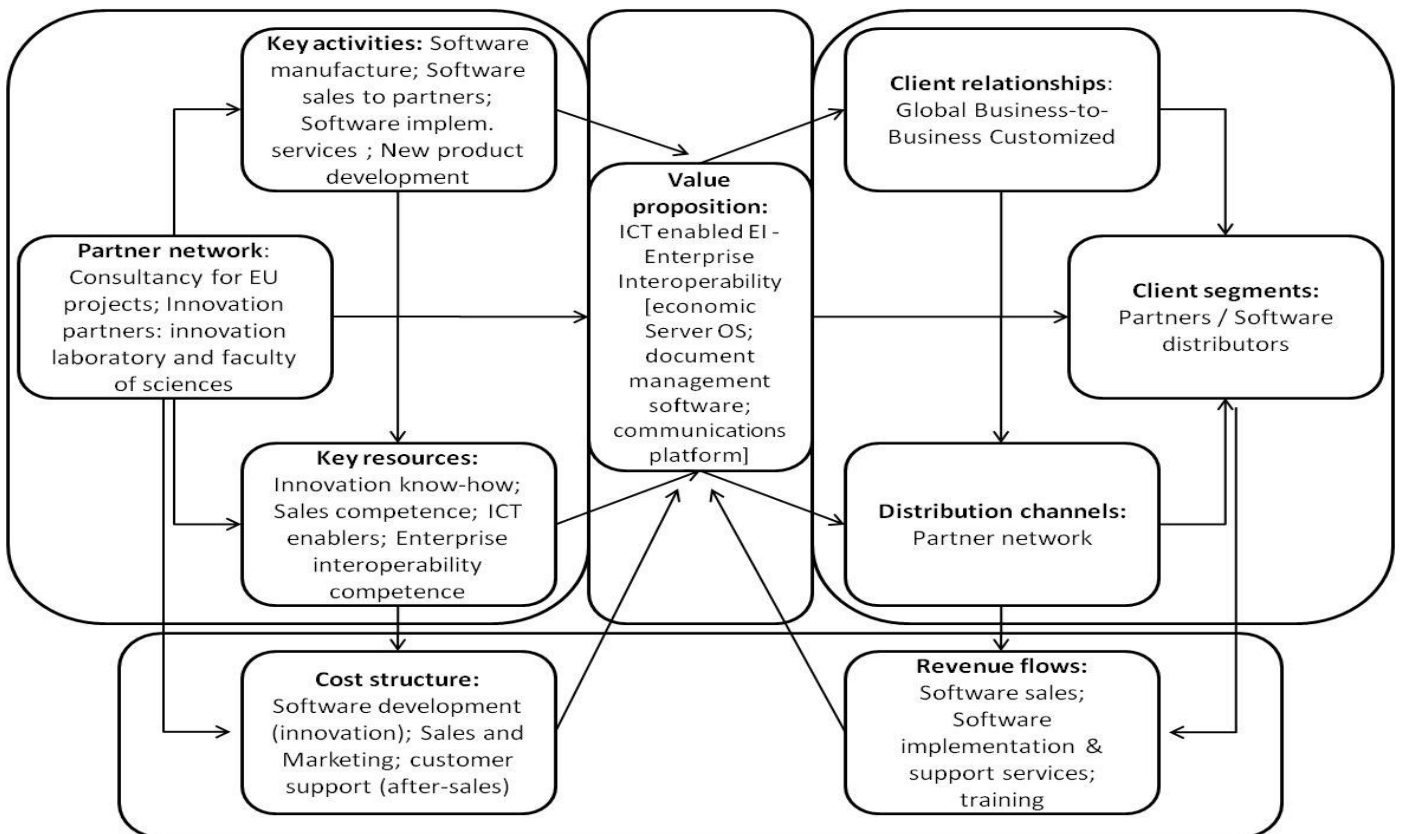 Key activities: Software
manufacture; Software
sales to partners;
Software implem.
services ; New product
development
Partner network:
Consultancy for EU
projects; Innovation
partners: innovation
laboratory and faculty
of sciences
Key resources:
Innovation know-how;
Sales competence; ICT
enablers; Enterprise
interoperability
competence
Value
proposition:
ICT enabled EI -
Enterprise
Interoperability
[economic
Server OS;
document
management
software;
communications
platform]
Client relationships:
Global Business-to-
Business Customized
Client segments:
Partners / Software
distributors
Distribution channels:
Partner network
Cost structure:
Software development
(innovation); Sales and
Marketing; customer
support (after-sales)
Revenue flows:
Software sales;
Software
implementation &
support services;
training